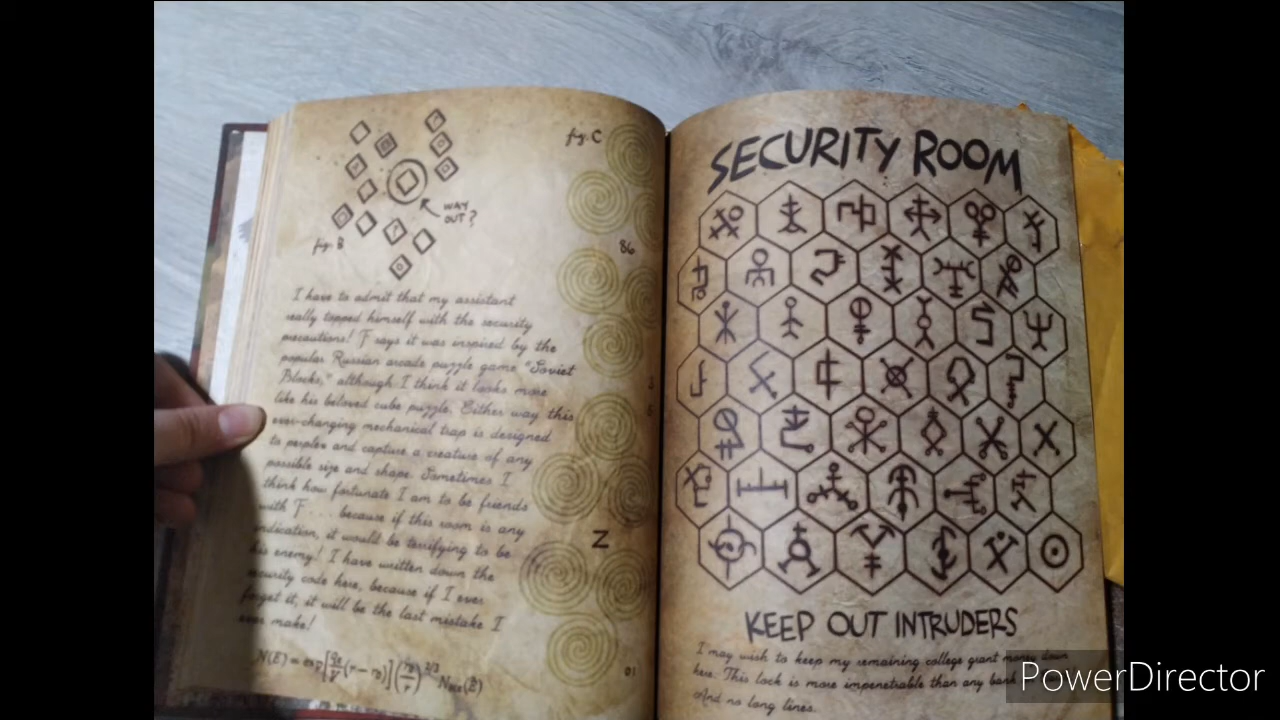 fig. C
WAY
OUT?
86
fig. B
I have to admit that my assistant
really topped himself with the security
precautions! F says it was inspired by the
popular Russian arcade puzzle game "Soviet
Blocks," although I think it looks more
like his beloved cube puzzle. Either way this
ever-changing mechanical trap is designed
to perplex and capture a creature of any
possible size and shape. Sometimes I
think how fortunate I am to be friends
with F... because if this room is any
indication, it would be terrifying to be
his enemy! I have written down the
security code here, because if I ever
forget it, it will be the last mistake I
ever make!
Z
01
SECURITY ROOM
KEEP OUT INTRUDERS
I may wish to keep my remaining college grant money down
here. This lock is more impenetrable than any bank
And no long lines.
PowerDirector